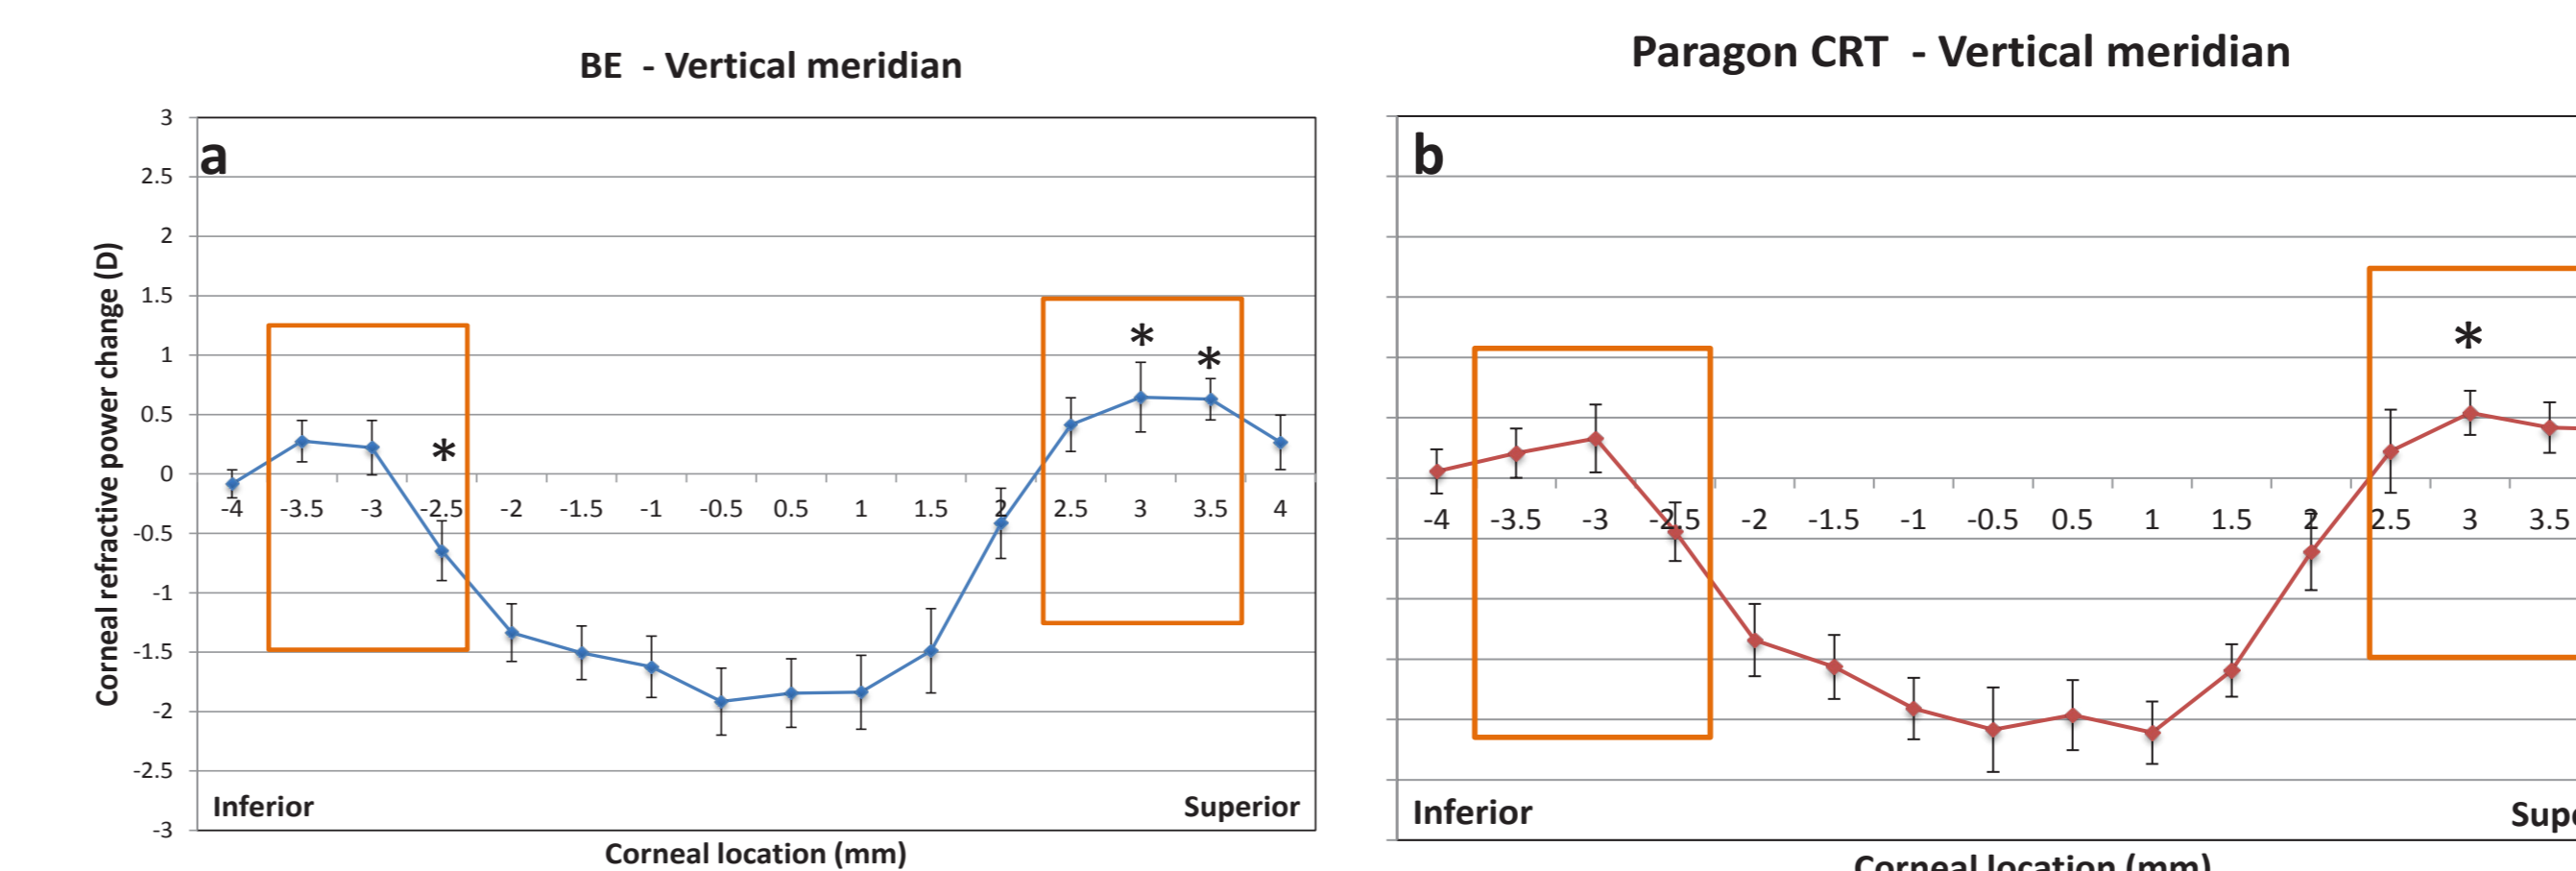 BE - Vertical meridian
a
Corneal refractive power change (D)
3
2.5
2
1.5
1
0.5
0
-0.5
-1
-1.5
-2
-2.5
-3
* * *
-4 -3.5 -3 -2.5 -2 -1.5 -1 -0.5 0.5 1 1.5 2 2.5 3 3.5 4
Inferior Superior
Corneal location (mm)
Paragon CRT - Vertical meridian
b
*
-4 -3.5 -3 -2.5 -2 -1.5 -1 -0.5 0.5 1 1.5 2 2.5 3 3.5
Inferior Supe
Corneal location (mm)